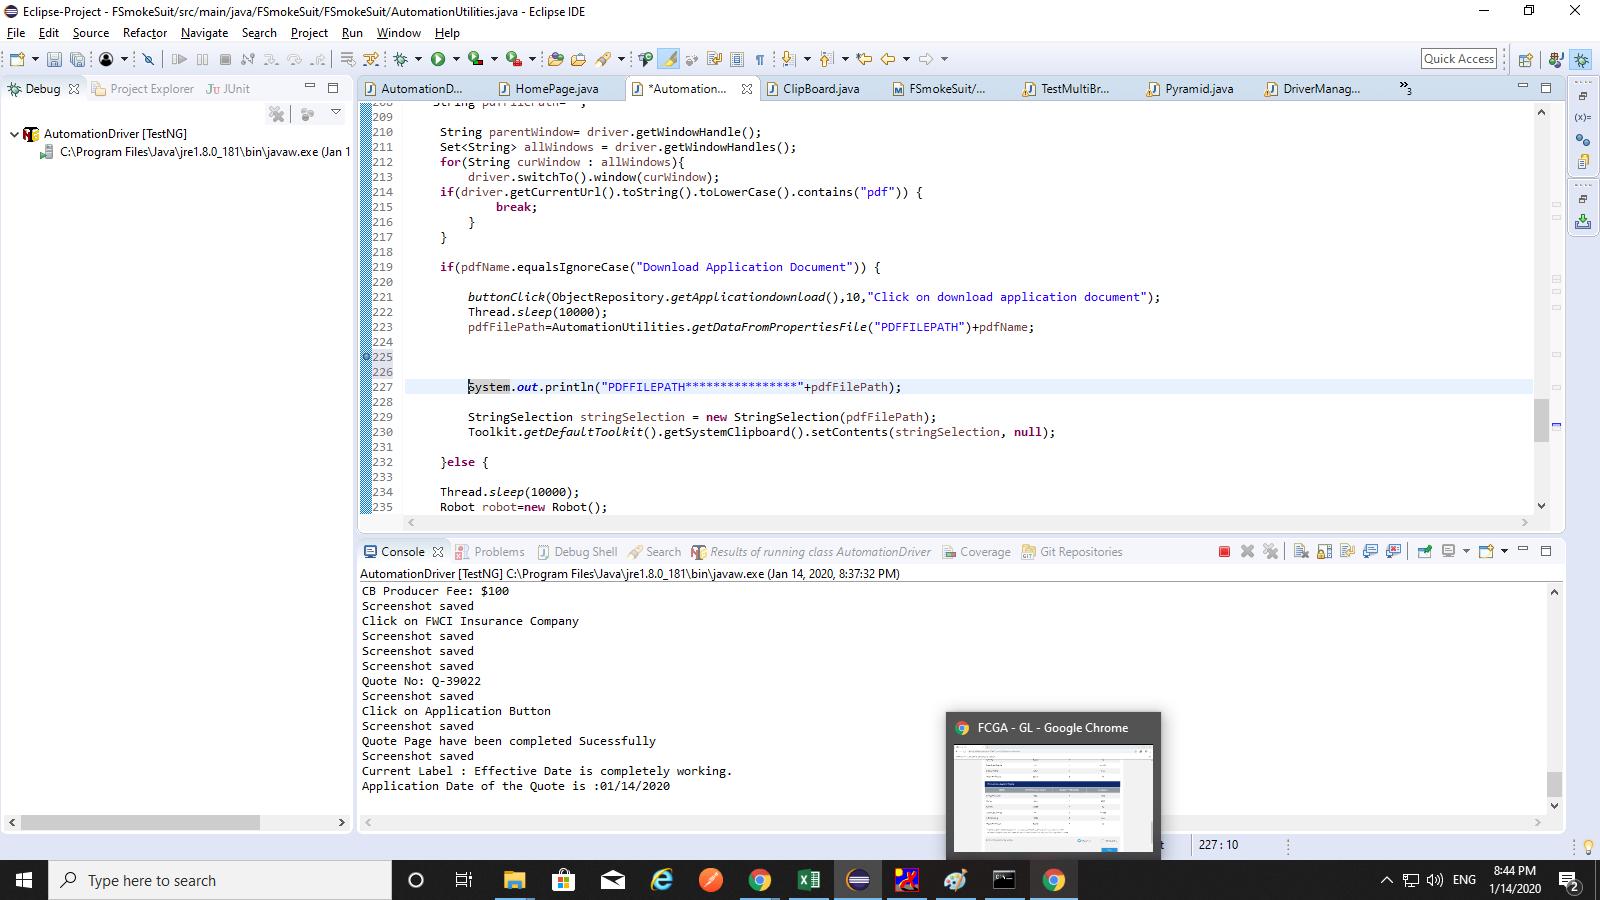 Eclipse-Project - FSmokeSuit/src/main/java/FSmokeSuit/FSmokeSuit/AutomationUtilities.java - Eclipse IDE
File Edit Source Refactor Navigate Search Project Run Window Help
Quick Access
Debug Project Explorer JUnit
AutomationD... HomePage.java *Automation... ClipBoard.java FSmokeSuit/... TestMultiBr... Pyramid.java DriverManag... »3
AutomationDriver [TestNG]
C:\Program Files\Java\jre1.8.0_181\bin\javaw.exe (Jan 1
209
210 String parentWindow= driver.getWindowHandle();
211 Set<String> allWindows = driver.getWindowHandles();
212 for(String curWindow : allWindows){
213 driver.switchTo().window(curWindow);
214 if(driver.getCurrentUrl().toString().toLowerCase().contains("pdf")) {
215 break;
216 }
217 }
218
219 if(pdfName.equalsIgnoreCase("Download Application Document")) {
220
221 buttonClick(ObjectRepository.getApplicationdownload(),10,"Click on download application document");
222 Thread.sleep(10000);
223 pdfFilePath=AutomationUtilities.getDataFromPropertiesFile("PDFFILEPATH")+pdfName;
224
225
226
227 System.out.println("PDFFILEPATH****************"+pdfFilePath);
228
229 StringSelection stringSelection = new StringSelection(pdfFilePath);
230 Toolkit.getDefaultToolkit().getSystemClipboard().setContents(stringSelection, null);
231
232 }else {
233
234 Thread.sleep(10000);
235 Robot robot=new Robot();
Console Problems Debug Shell Search Results of running class AutomationDriver Coverage Git Repositories
AutomationDriver [TestNG] C:\Program Files\Java\jre1.8.0_181\bin\javaw.exe (Jan 14, 2020, 8:37:32 PM)
CB Producer Fee: $100
Screenshot saved
Click on FWCI Insurance Company
Screenshot saved
Screenshot saved
Screenshot saved
Quote No: Q-39022
Screenshot saved
Click on Application Button
Screenshot saved
Quote Page have been completed Sucessfully
Screenshot saved
Current Label : Effective Date is completely working.
Application Date of the Quote is :01/14/2020
FCGA - GL - Google Chrome
227 : 10
Type here to search
ENG
8:44 PM
1/14/2020
2